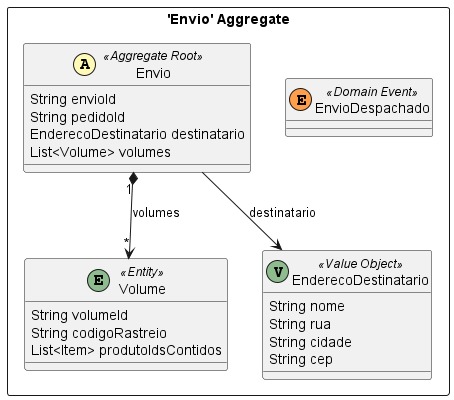 'Envio' Aggregate
A «Aggregate Root»
Envio
String envioId
String pedidoId
EnderecoDestinatario destinatario
List<Volume> volumes
E «Domain Event»
EnvioDespachado
1
volumes
*
destinatario
E «Entity»
Volume
String volumeId
String codigoRastreio
List<Item> produtoIdsContidos
V «Value Object»
EnderecoDestinatario
String nome
String rua
String cidade
String cep